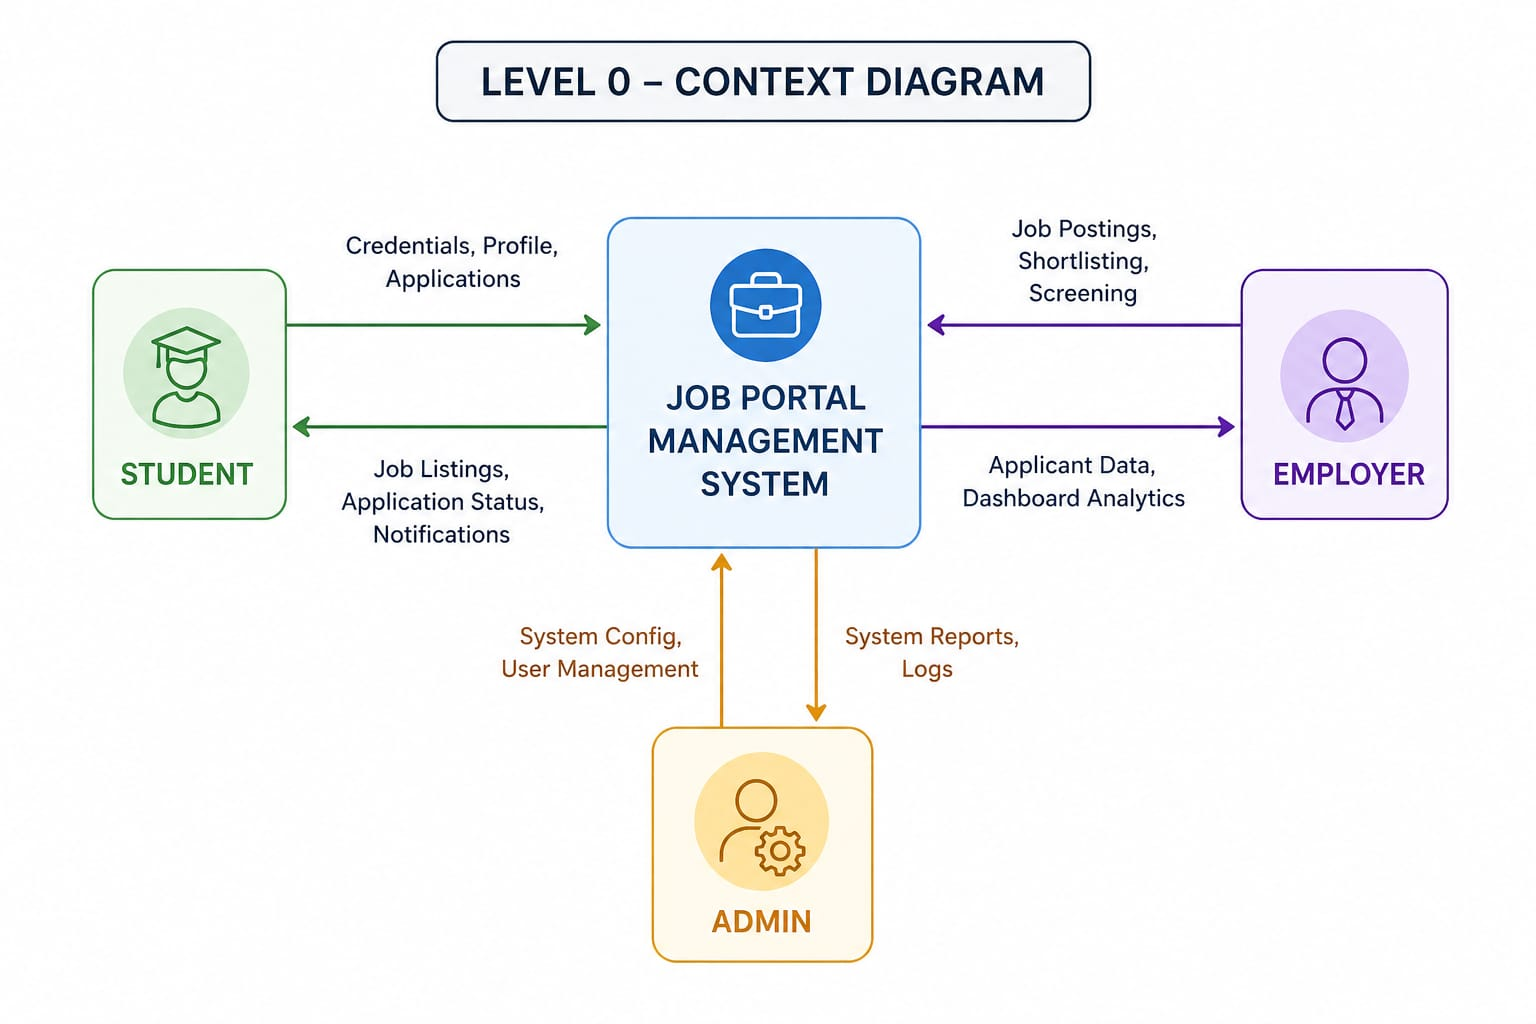 LEVEL 0 – CONTEXT DIAGRAM
Credentials, Profile,
Applications
Job Postings,
Shortlisting,
Screening
STUDENT
JOB PORTAL
MANAGEMENT
SYSTEM
EMPLOYER
Job Listings,
Application Status,
Notifications
Applicant Data,
Dashboard Analytics
System Config,
User Management
System Reports,
Logs
ADMIN